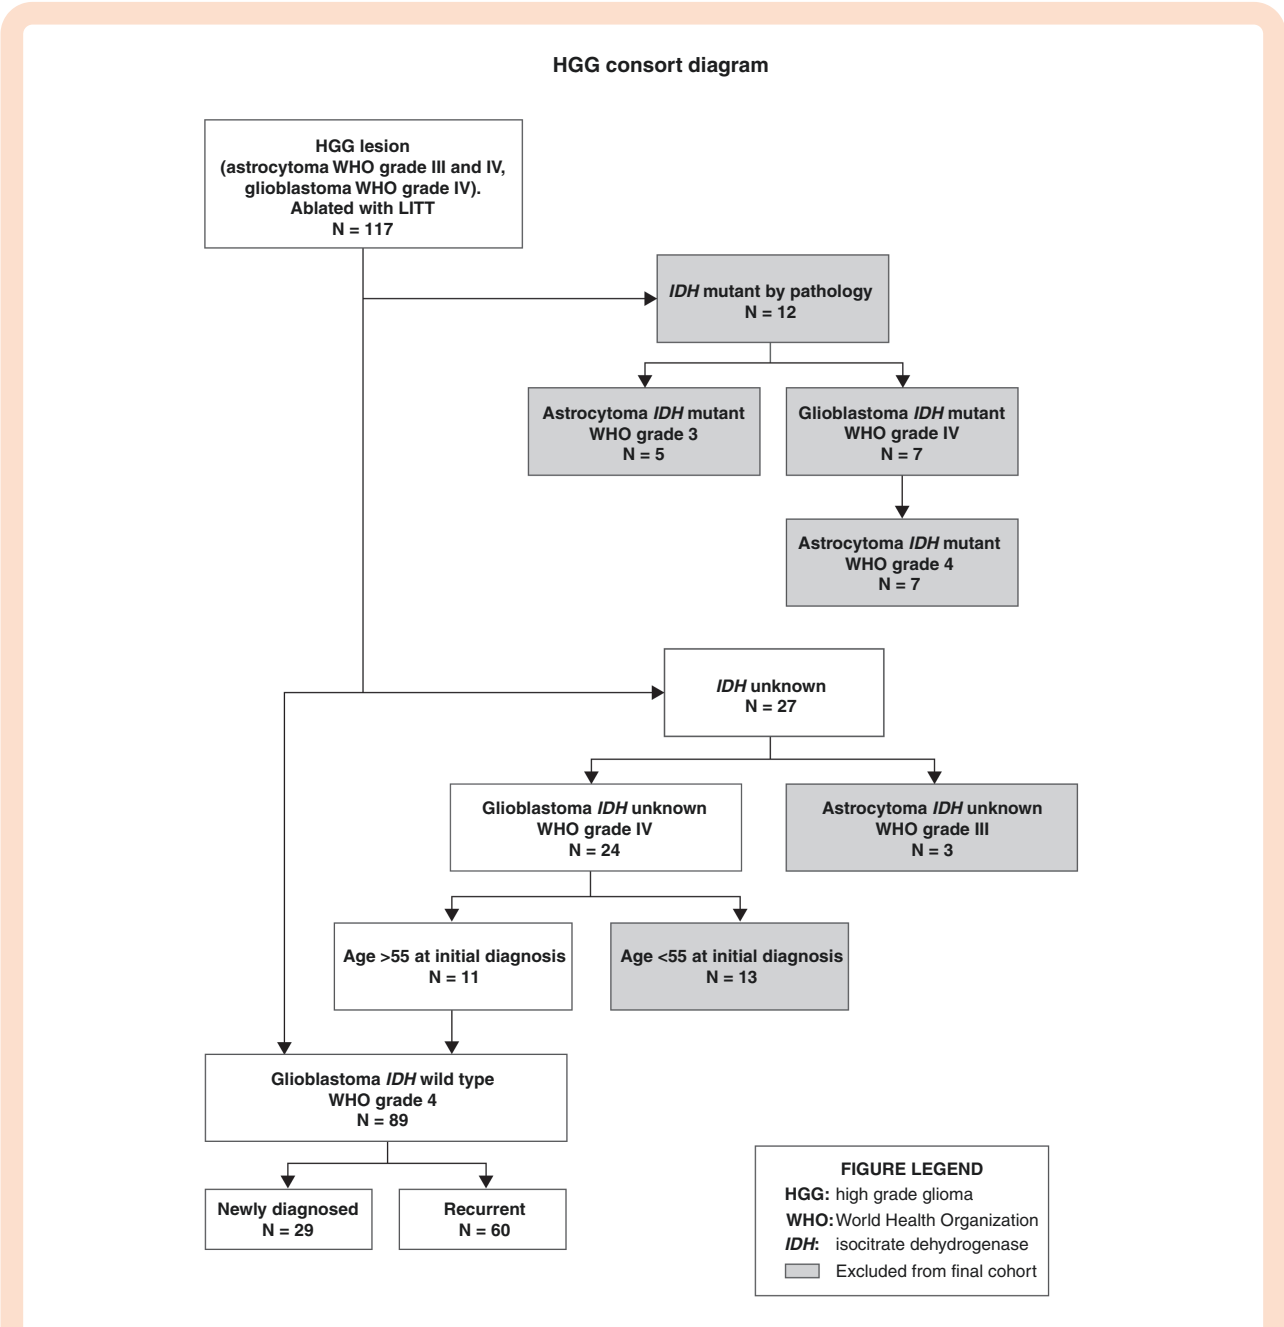 HGG consort diagram
HGG lesion
(astrocytoma WHO grade III and IV,
glioblastoma WHO grade IV).
Ablated with LITT
N = 117
IDH mutant by pathology
N = 12
Astrocytoma IDH mutant
WHO grade 3
N = 5
Glioblastoma IDH mutant
WHO grade IV
N = 7
Astrocytoma IDH mutant
WHO grade 4
N = 7
IDH unknown
N = 27
Glioblastoma IDH unknown
WHO grade IV
N = 24
Astrocytoma IDH unknown
WHO grade III
N = 3
Age >55 at initial diagnosis
N = 11
Age <55 at initial diagnosis
N = 13
Glioblastoma IDH wild type
WHO grade 4
N = 89
Newly diagnosed
N = 29
Recurrent
N = 60
FIGURE LEGEND
HGG: high grade glioma
WHO: World Health Organization
IDH: isocitrate dehydrogenase
Excluded from final cohort